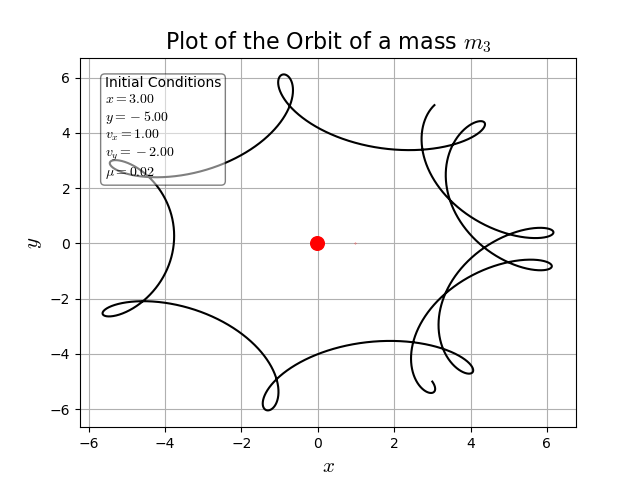 Plot of the Orbit of a mass m₃
Initial Conditions
x = 3.00
y = −5.00
vₓ = 1.00
v_y = −2.00
μ = 0.02
6
4
2
0
−2
−4
−6
y
−6 −4 −2 0 2 4 6
x